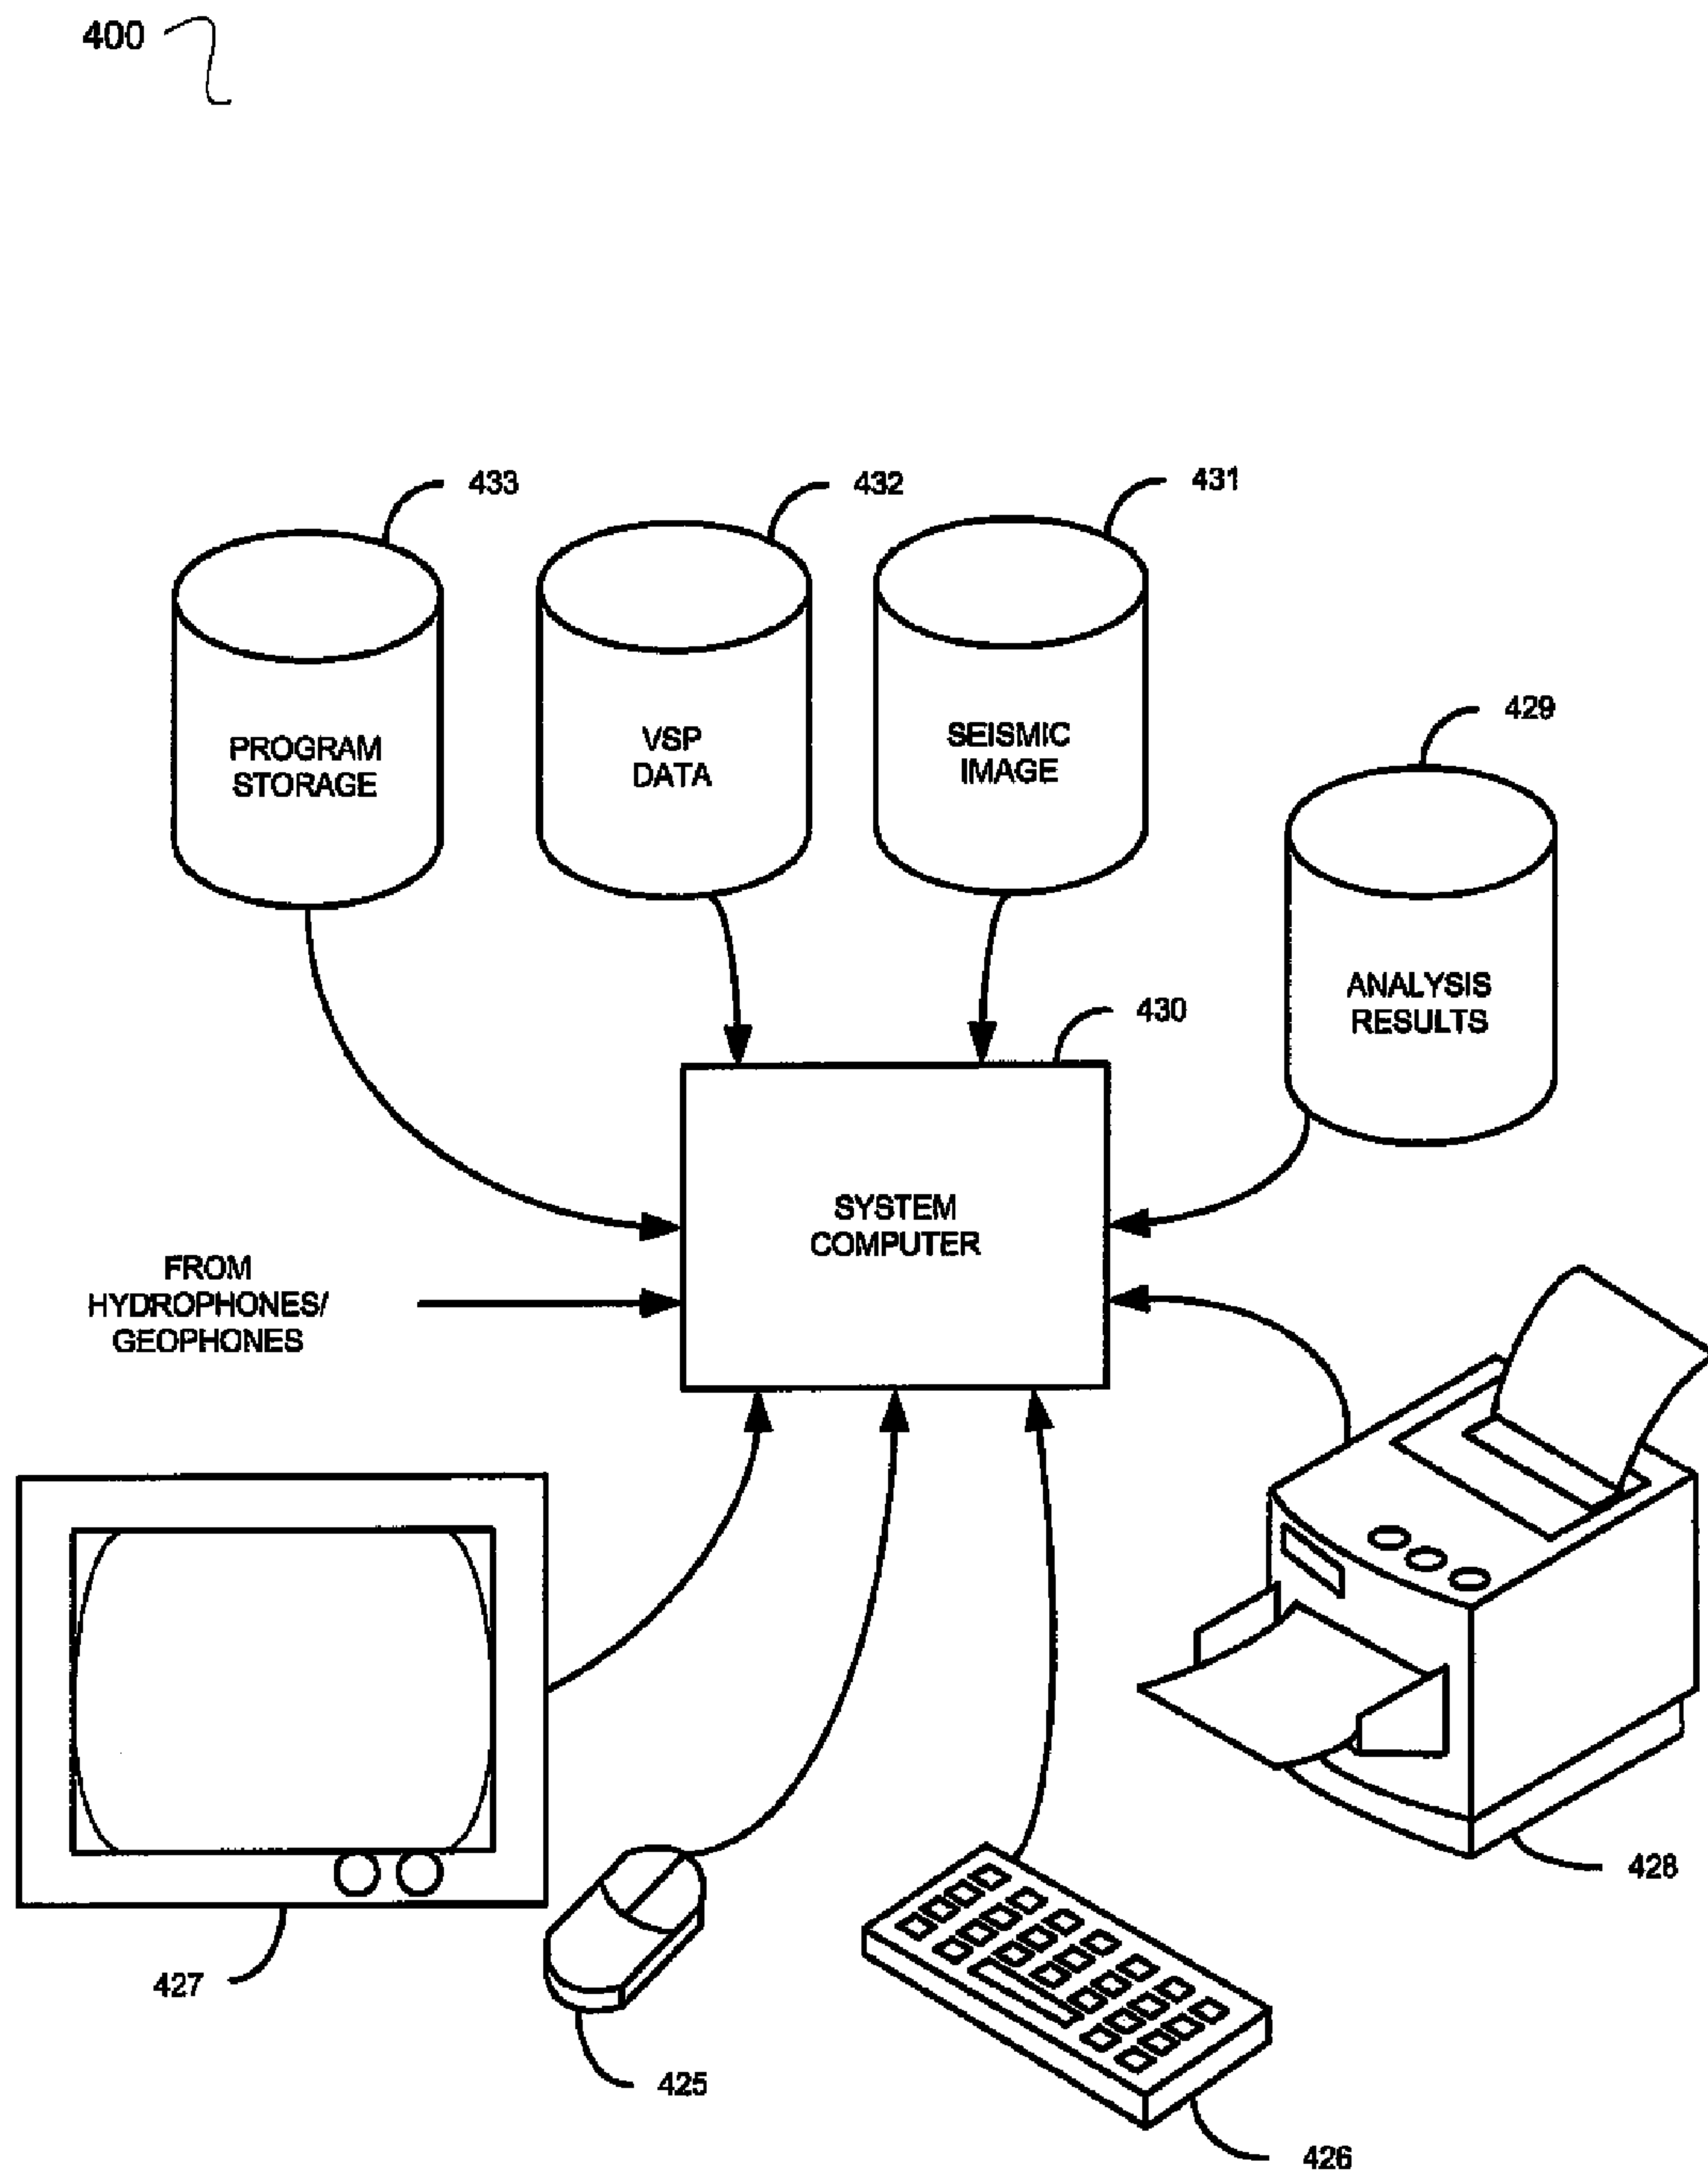 400
433
432
431
429
PROGRAM
STORAGE
VSP
DATA
SEISMIC
IMAGE
ANALYSIS
RESULTS
430
SYSTEM
COMPUTER
FROM
HYDROPHONES/
GEOPHONES
428
427
425
426